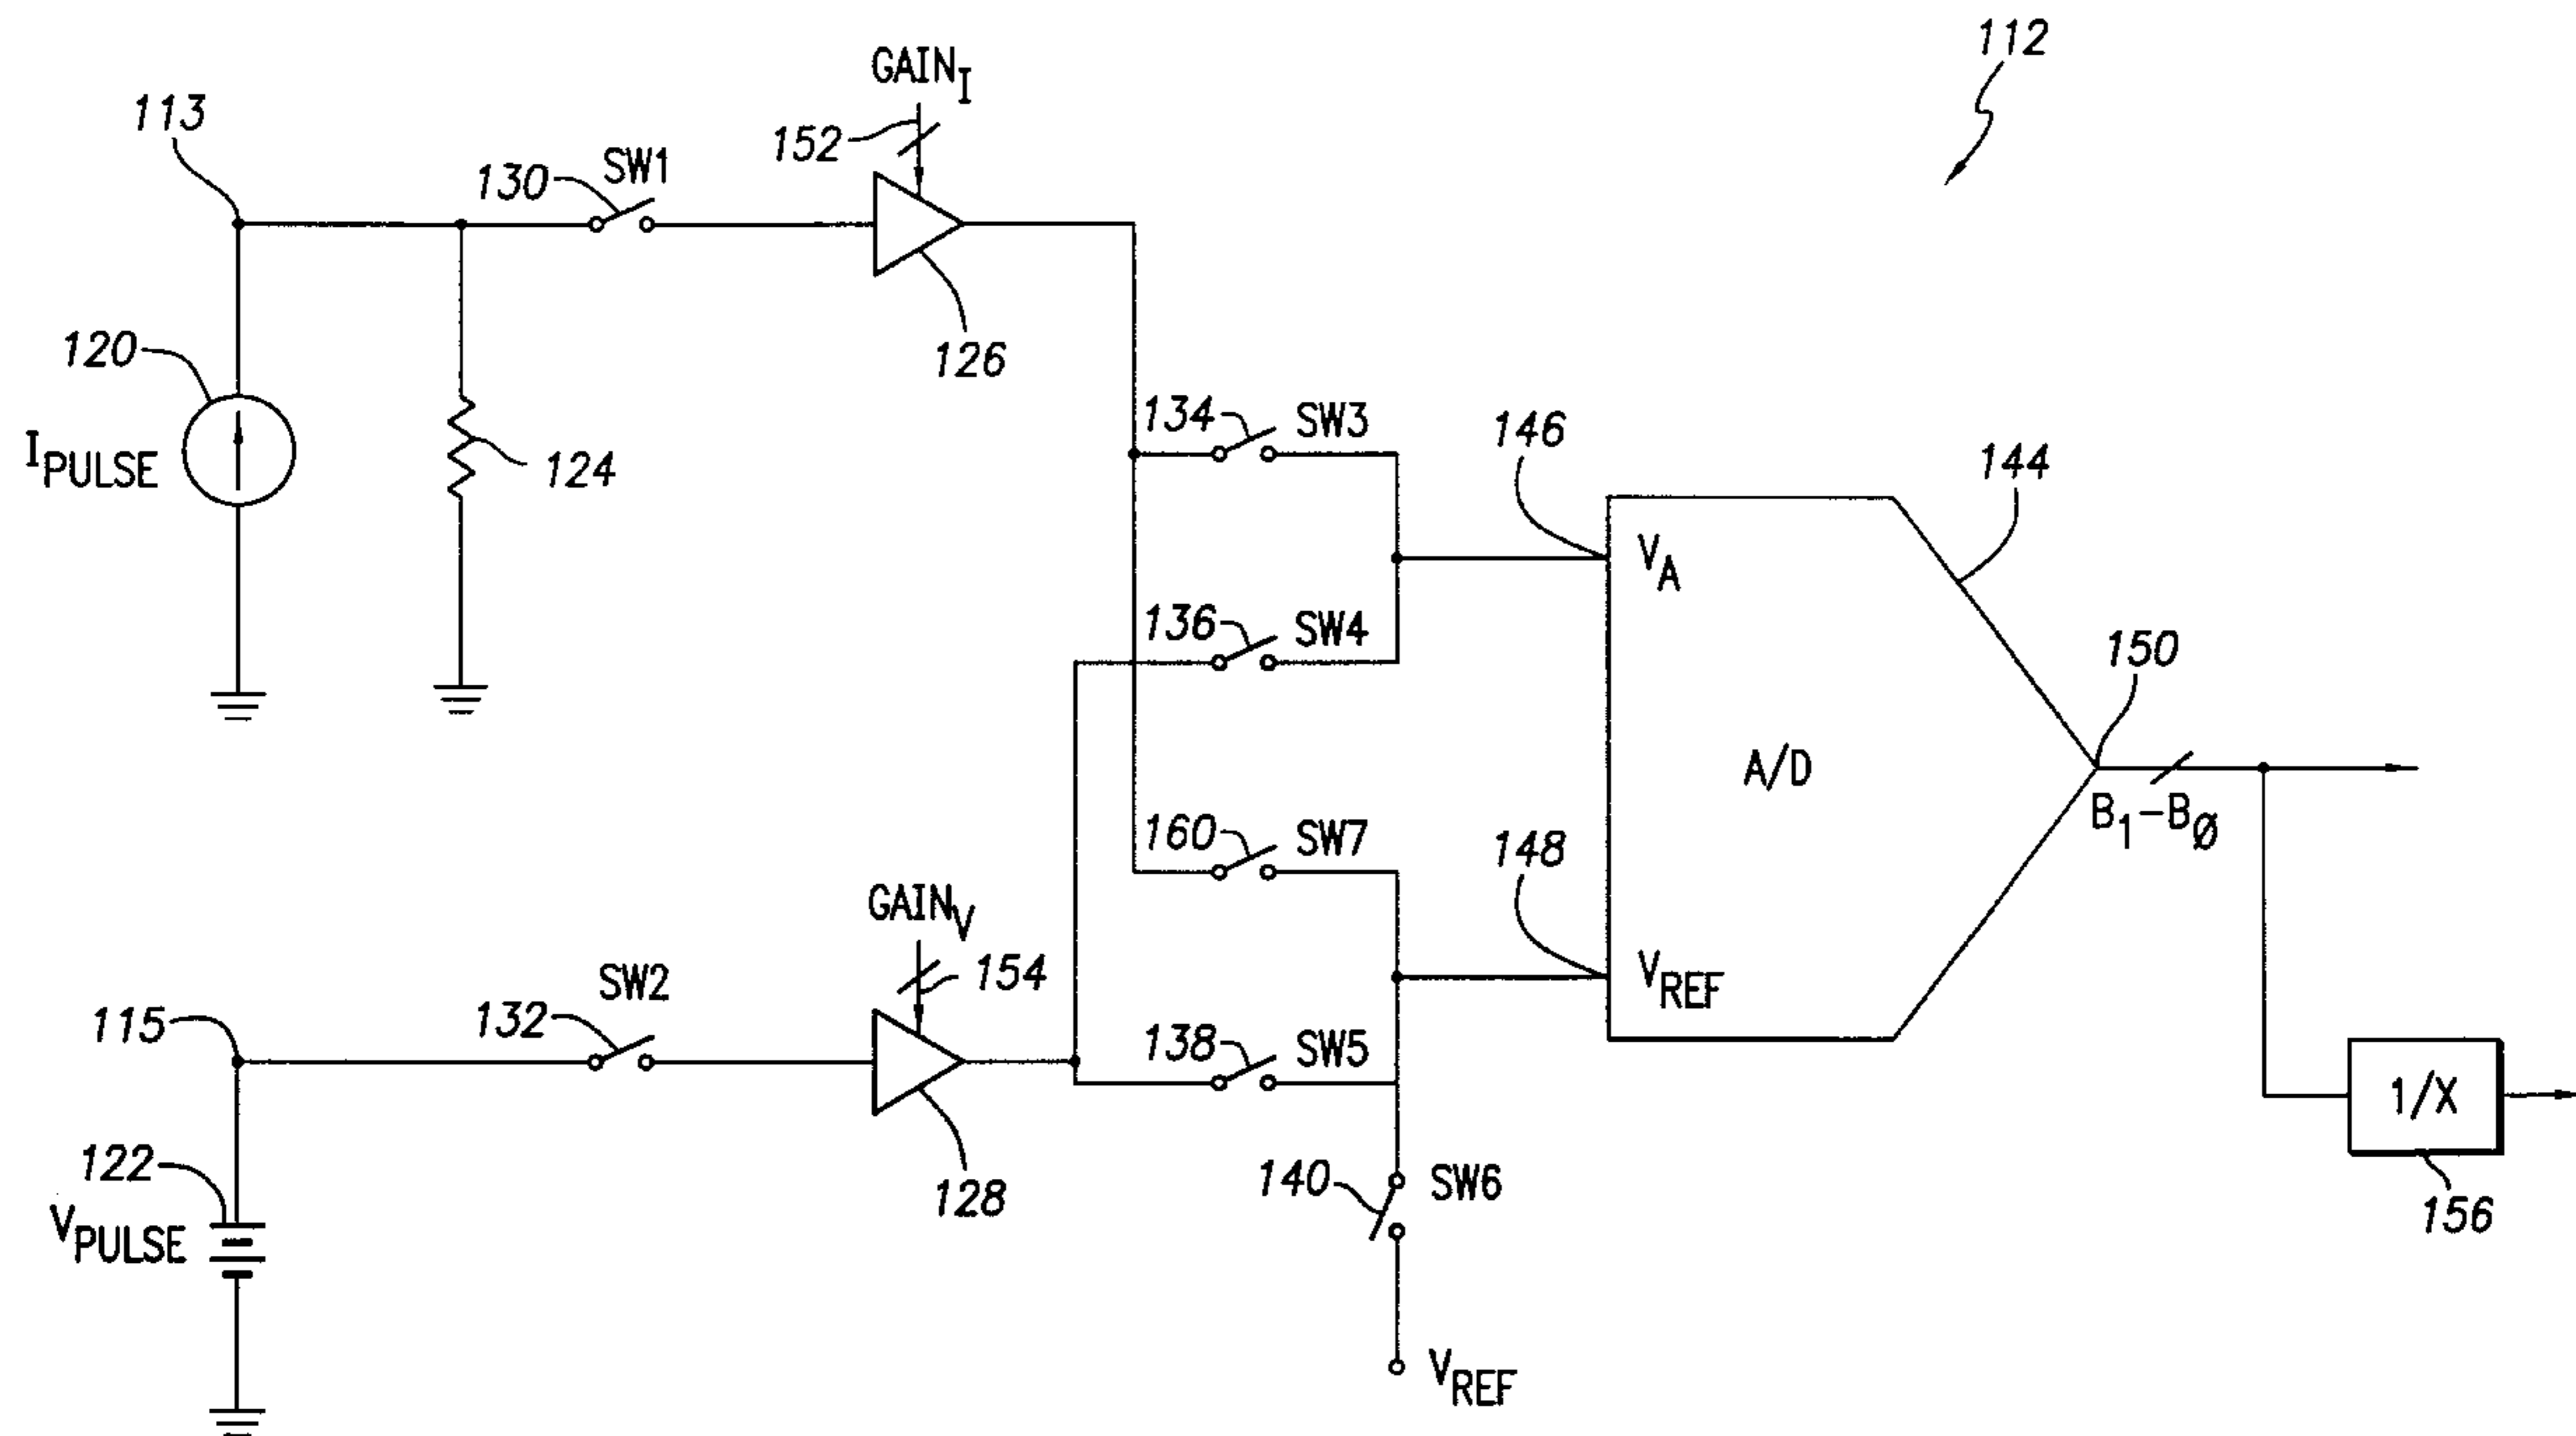 112
GAIN_I
113
152
130
SW1
126
120
I_PULSE
124
134
SW3
146
144
V_A
136
SW4
150
A/D
B_1–B_Ø
160
SW7
148
GAIN_V
V_REF
SW2
154
115
132
138
SW5
1/X
122
128
140
SW6
156
V_PULSE
V_REF